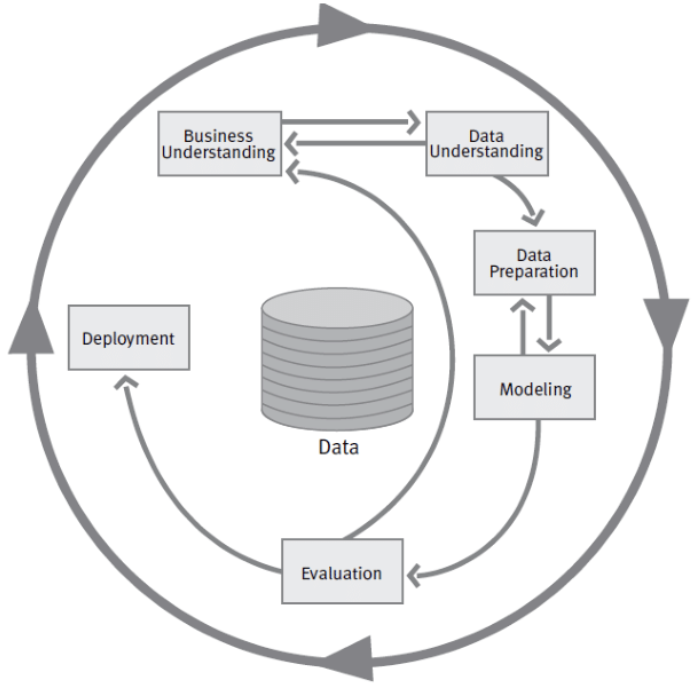 Business
Understanding
Data
Understanding
Data
Preparation
Deployment
Modeling
Data
Evaluation